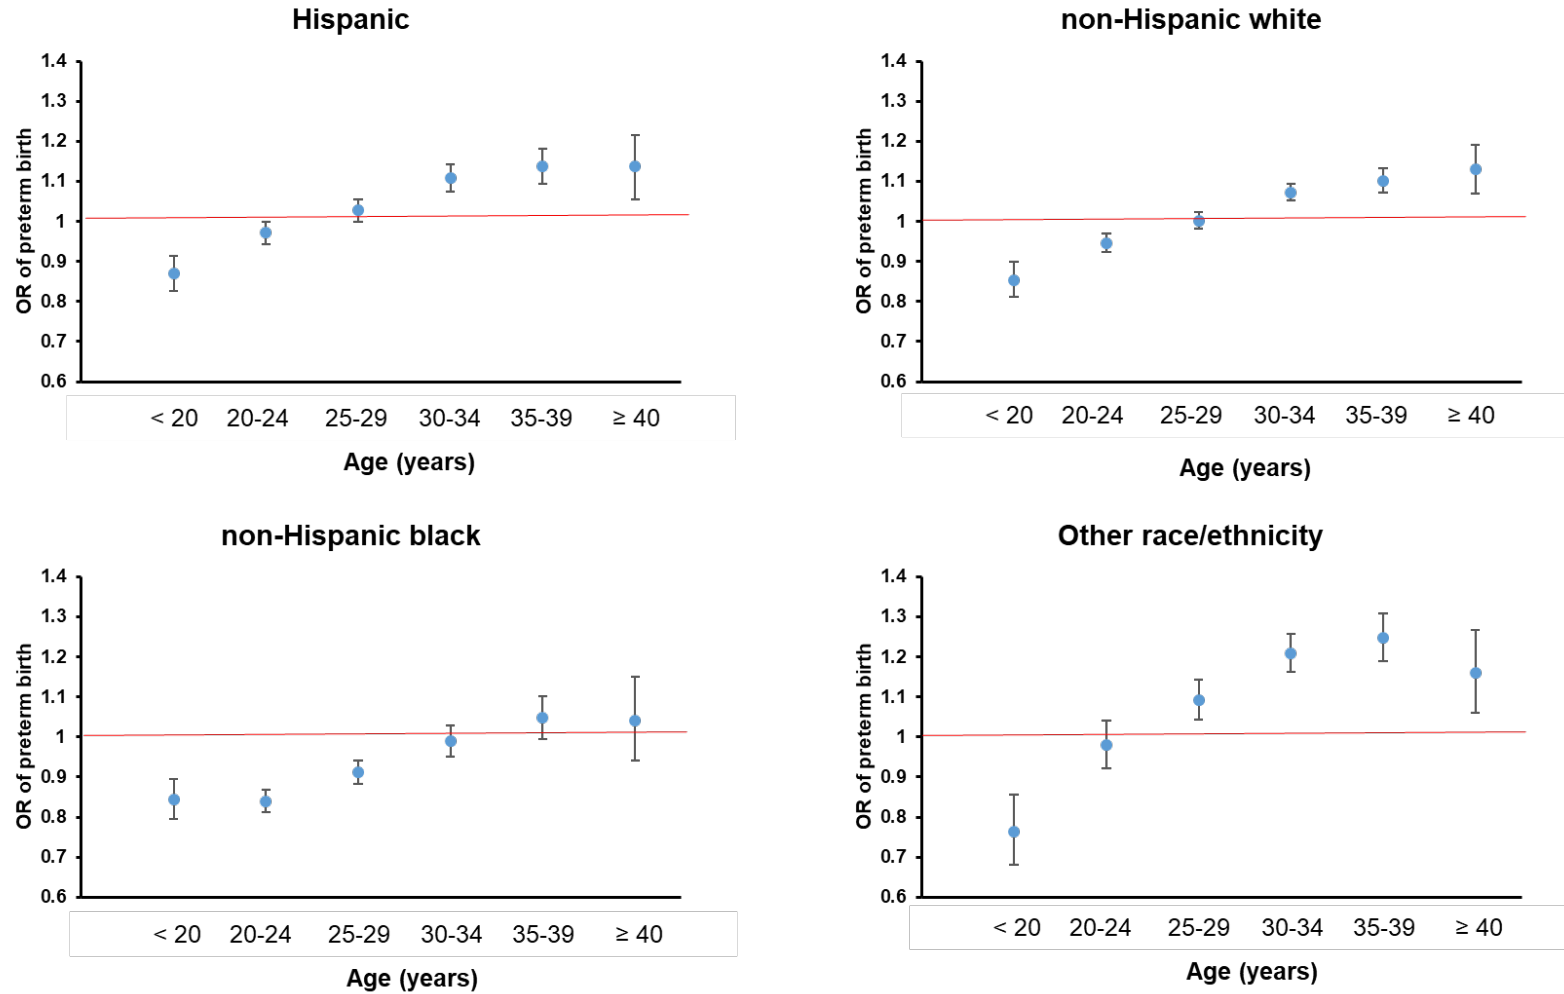 Hispanic
OR of preterm birth
1.4
1.3
1.2
1.1
1
0.9
0.8
0.7
0.6
< 20 20-24 25-29 30-34 35-39 ≥ 40
Age (years)
non-Hispanic white
OR of preterm birth
1.4
1.3
1.2
1.1
1
0.9
0.8
0.7
0.6
< 20 20-24 25-29 30-34 35-39 ≥ 40
Age (years)
non-Hispanic black
OR of preterm birth
1.4
1.3
1.2
1.1
1
0.9
0.8
0.7
0.6
< 20 20-24 25-29 30-34 35-39 ≥ 40
Age (years)
Other race/ethnicity
OR of preterm birth
1.4
1.3
1.2
1.1
1
0.9
0.8
0.7
0.6
< 20 20-24 25-29 30-34 35-39 ≥ 40
Age (years)